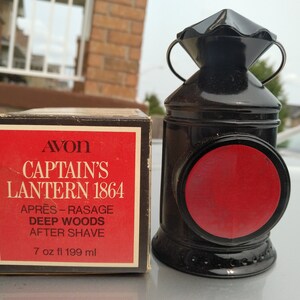 AVON
CAPTAIN'S
LANTERN 1864
APRÈS-RASAGE
DEEP WOODS
AFTER SHAVE
7 oz fl 199 ml